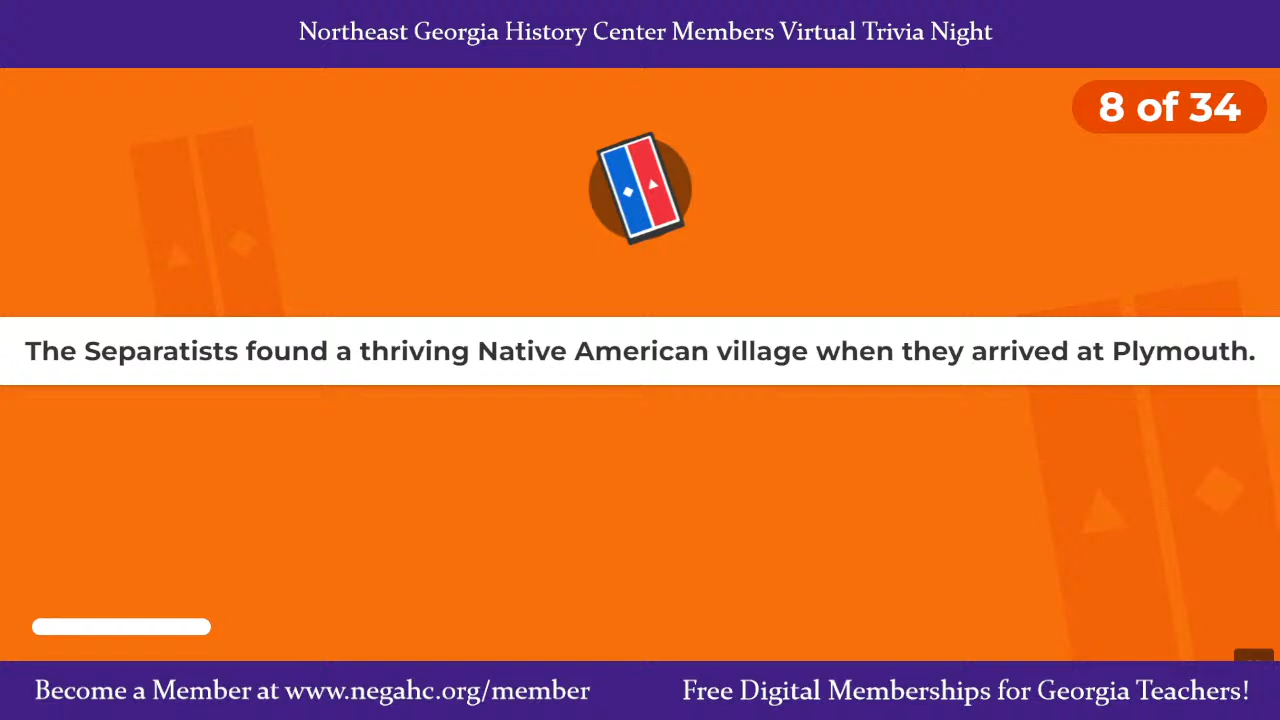 Northeast Georgia History Center Members Virtual Trivia Night
8 of 34
The Separatists found a thriving Native American village when they arrived at Plymouth.
Become a Member at www.negahc.org/member
Free Digital Memberships for Georgia Teachers!